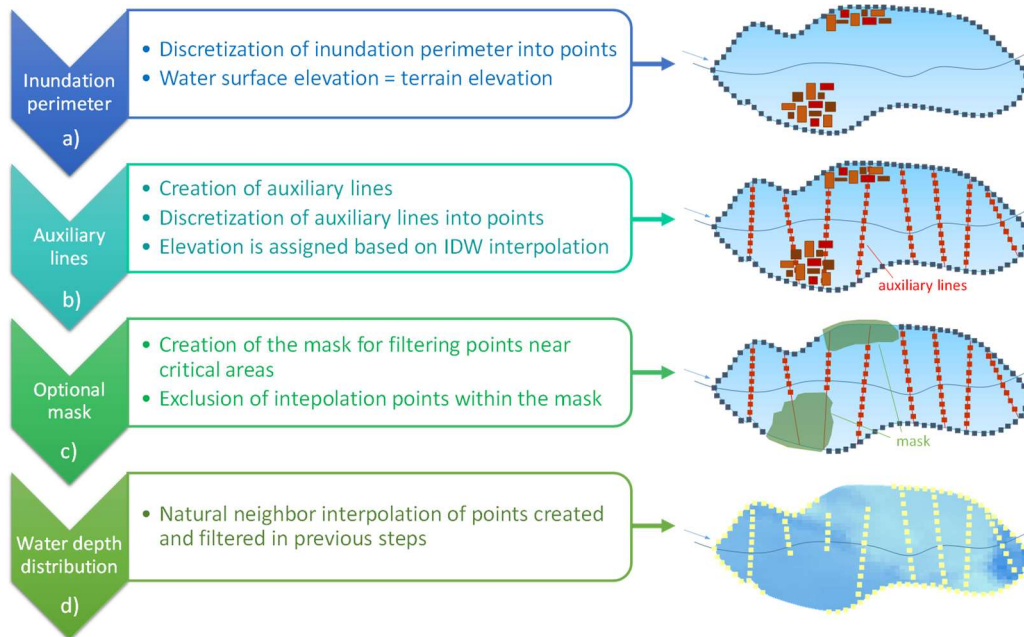 Inundation
perimeter
a)
• Discretization of inundation perimeter into points
• Water surface elevation = terrain elevation
Auxiliary
lines
b)
• Creation of auxiliary lines
• Discretization of auxiliary lines into points
• Elevation is assigned based on IDW interpolation
auxiliary lines
Optional
mask
c)
• Creation of the mask for filtering points near
critical areas
• Exclusion of intepolation points within the mask
mask
Water depth
distribution
d)
• Natural neighbor interpolation of points created
and filtered in previous steps